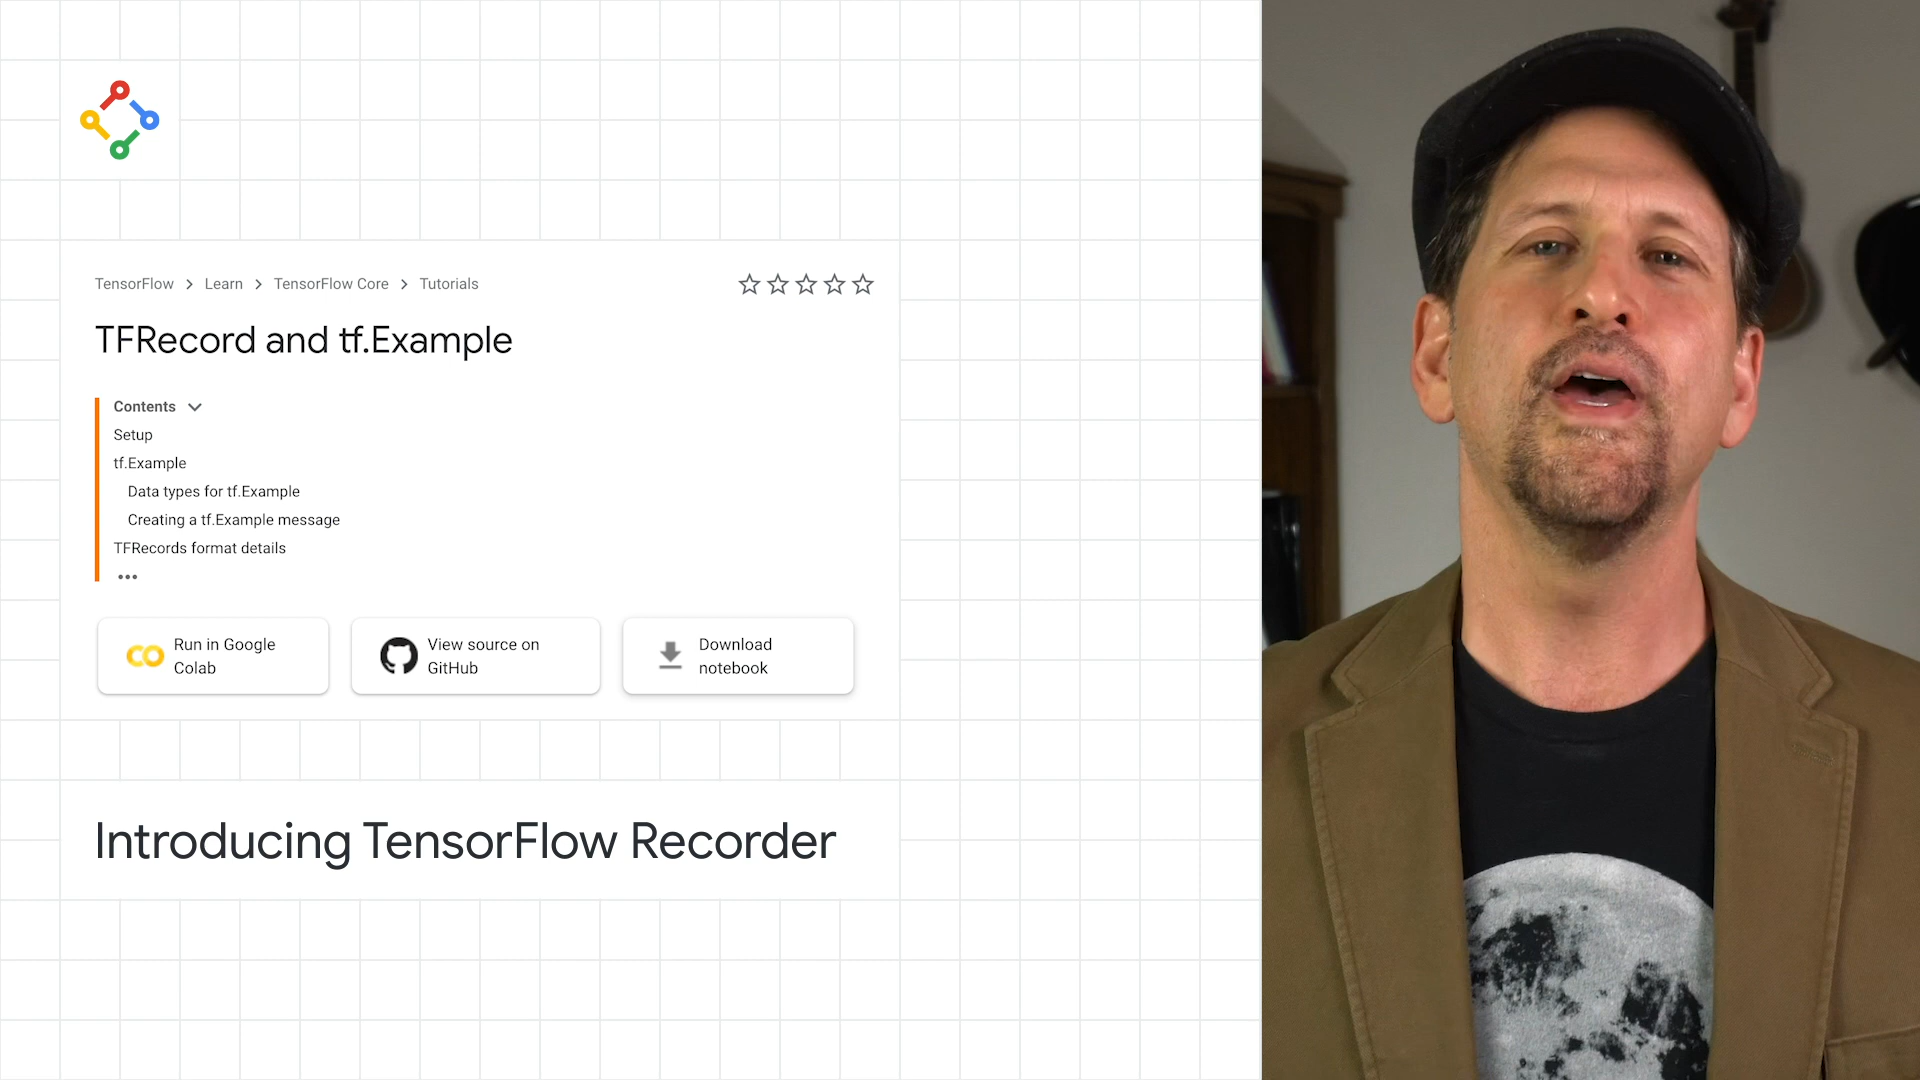 TensorFlow > Learn > TensorFlow Core > Tutorials
TFRecord and tf.Example
Contents
Setup
tf.Example
Data types for tf.Example
Creating a tf.Example message
TFRecords format details
•••
Run in Google
Colab
View source on
GitHub
Download
notebook
Introducing TensorFlow Recorder